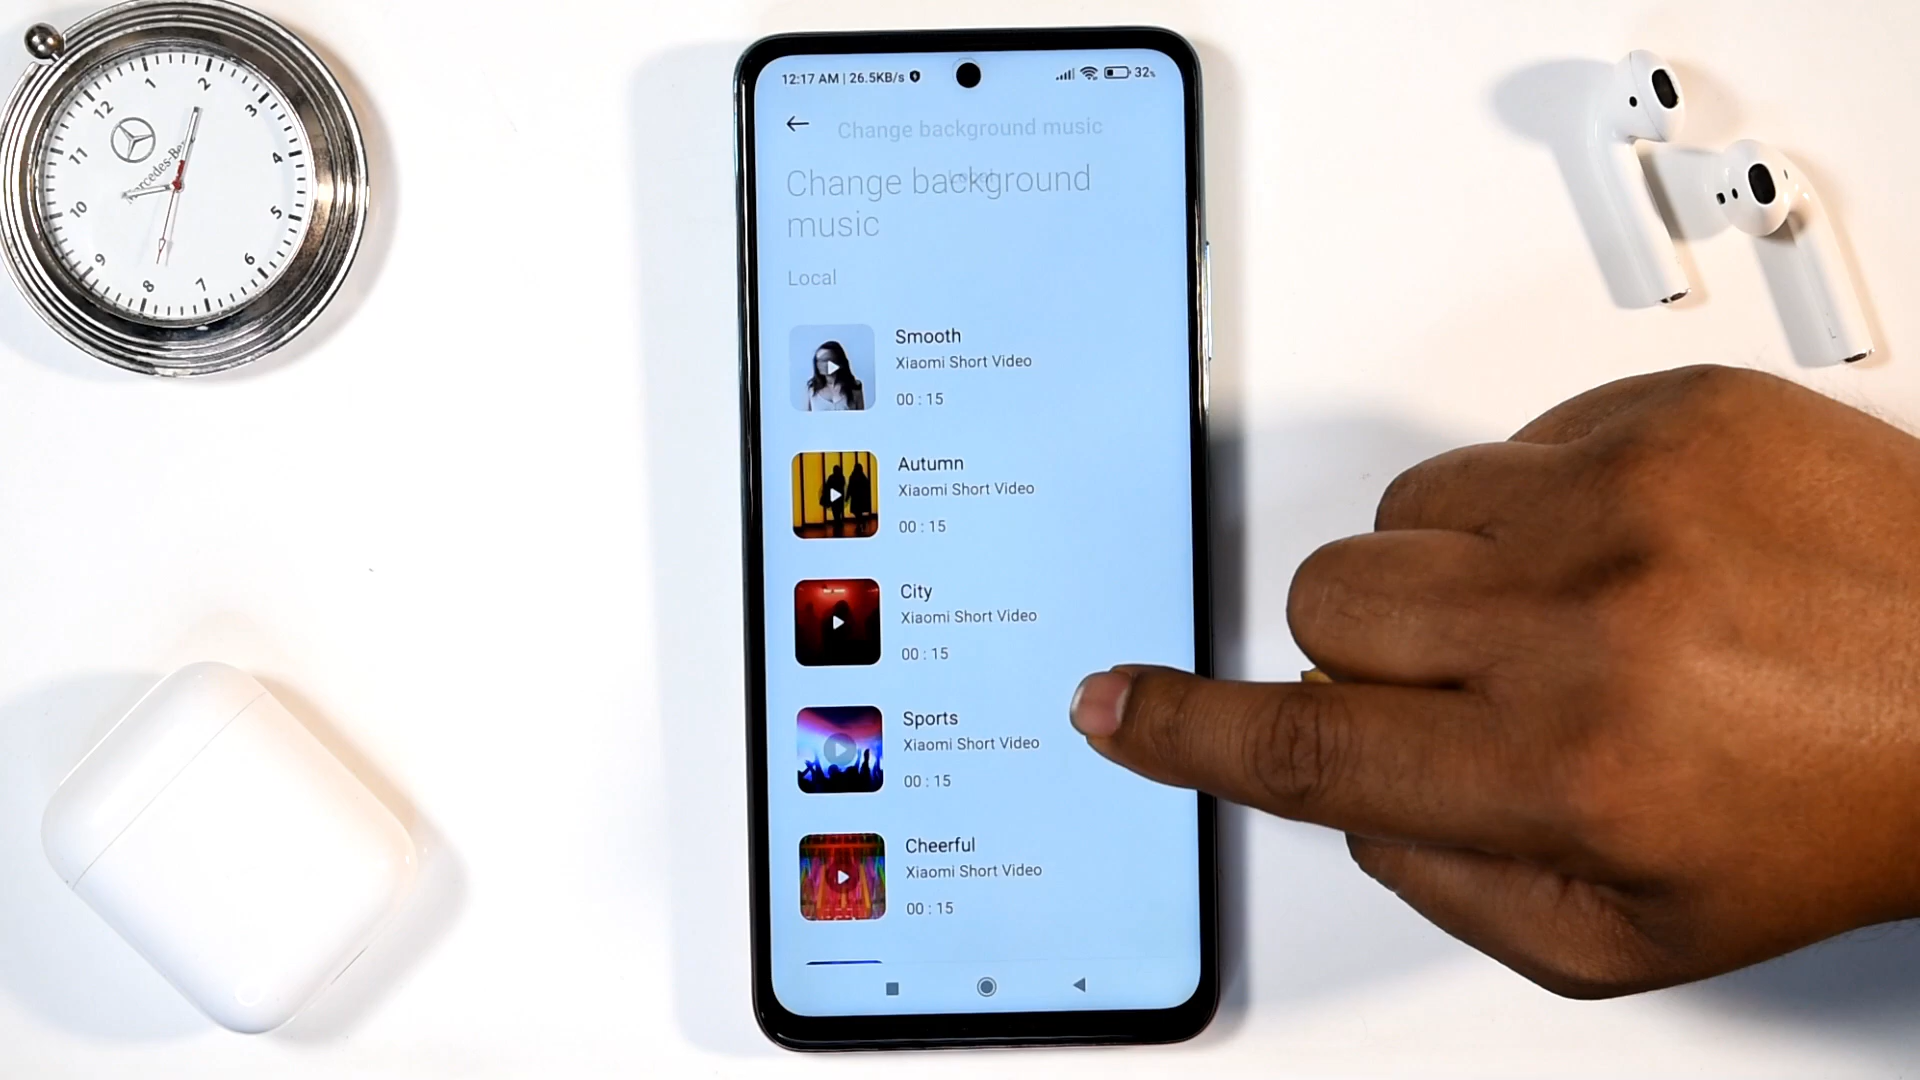 12
1
2
3
4
5
6
7
8
9
10
11
Mercedes-Be
12:17 AM | 26.5KB/s
32%
Change background music
Change background
music
Local
Smooth
Xiaomi Short Video
00 : 15
Autumn
Xiaomi Short Video
00 : 15
City
Xiaomi Short Video
00 : 15
Sports
Xiaomi Short Video
00 : 15
Cheerful
Xiaomi Short Video
00 : 15